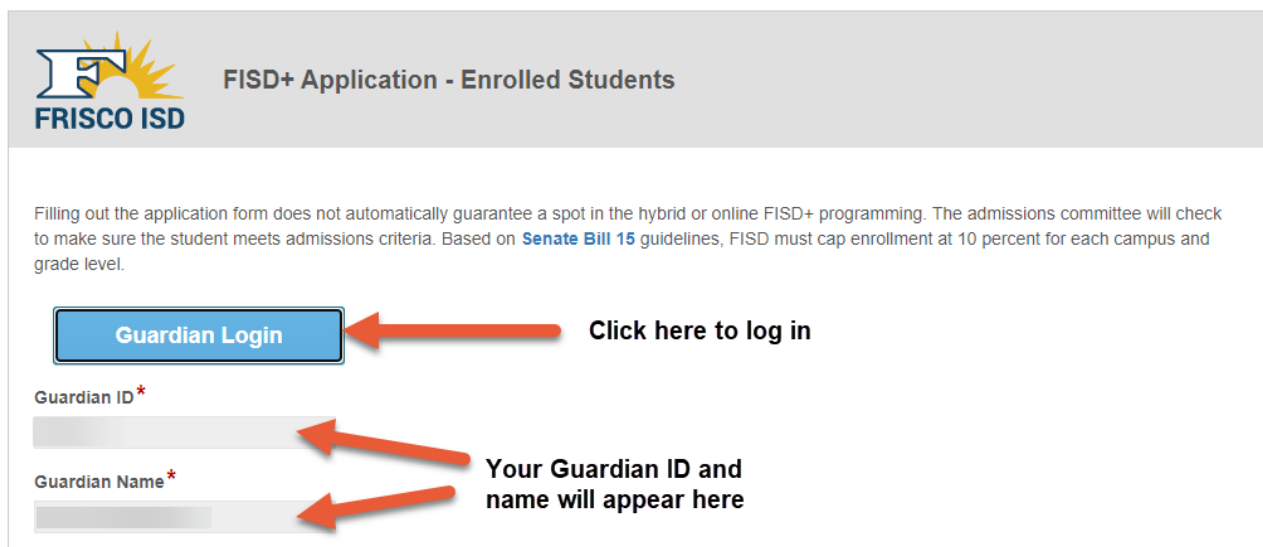 FRISCO ISD
FISD+ Application - Enrolled Students
Filling out the application form does not automatically guarantee a spot in the hybrid or online FISD+ programming. The admissions committee will check
to make sure the student meets admissions criteria. Based on Senate Bill 15 guidelines, FISD must cap enrollment at 10 percent for each campus and
grade level.
Guardian Login
Click here to log in
Guardian ID*
Your Guardian ID and
name will appear here
Guardian Name*